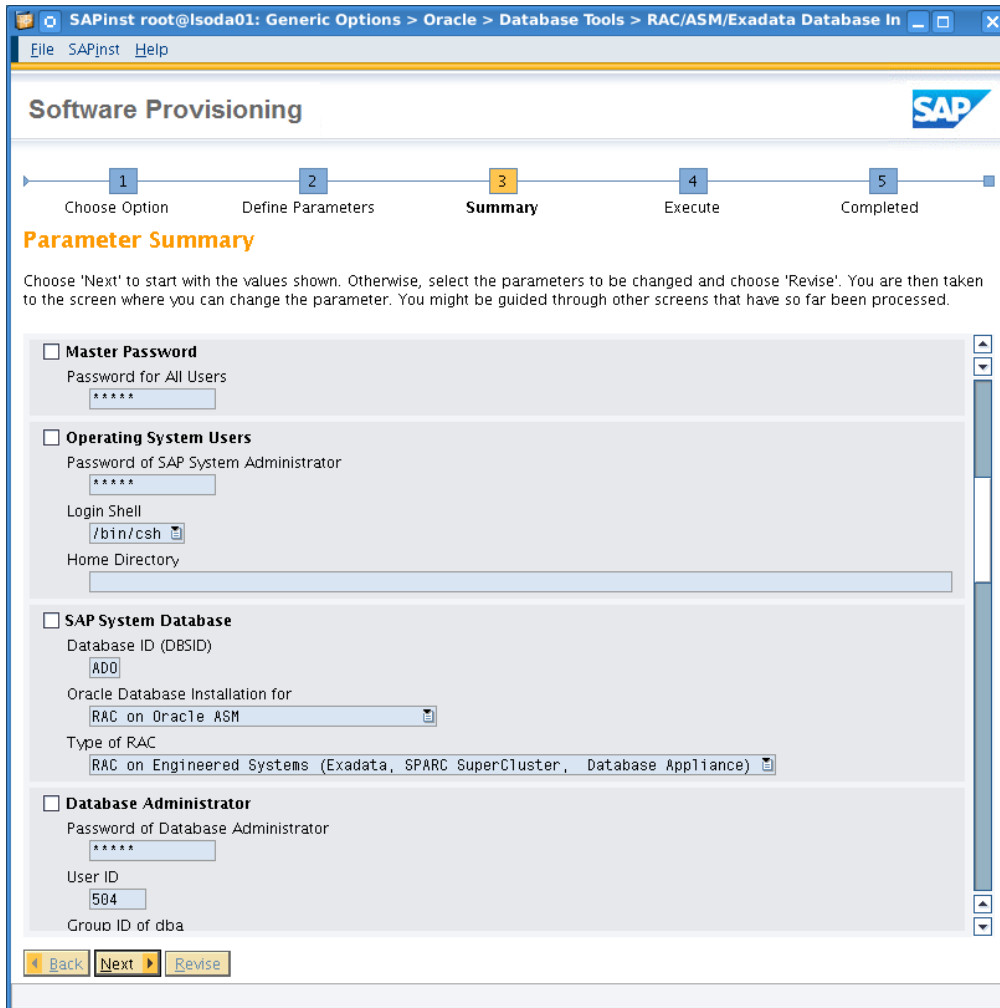 SAPinst root@lsoda01: Generic Options > Oracle > Database Tools > RAC/ASM/Exadata Database In
File SAPinst Help
Software Provisioning
SAP
1 2 3 4 5
Choose Option Define Parameters Summary Execute Completed
Parameter Summary
Choose 'Next' to start with the values shown. Otherwise, select the parameters to be changed and choose 'Revise'. You are then taken
to the screen where you can change the parameter. You might be guided through other screens that have so far been processed.
Master Password
Password for All Users
*****
Operating System Users
Password of SAP System Administrator
*****
Login Shell
/bin/csh
Home Directory
SAP System Database
Database ID (DBSID)
ADO
Oracle Database Installation for
RAC on Oracle ASM
Type of RAC
RAC on Engineered Systems (Exadata, SPARC SuperCluster, Database Appliance)
Database Administrator
Password of Database Administrator
*****
User ID
504
Group ID of dba
Back Next Revise